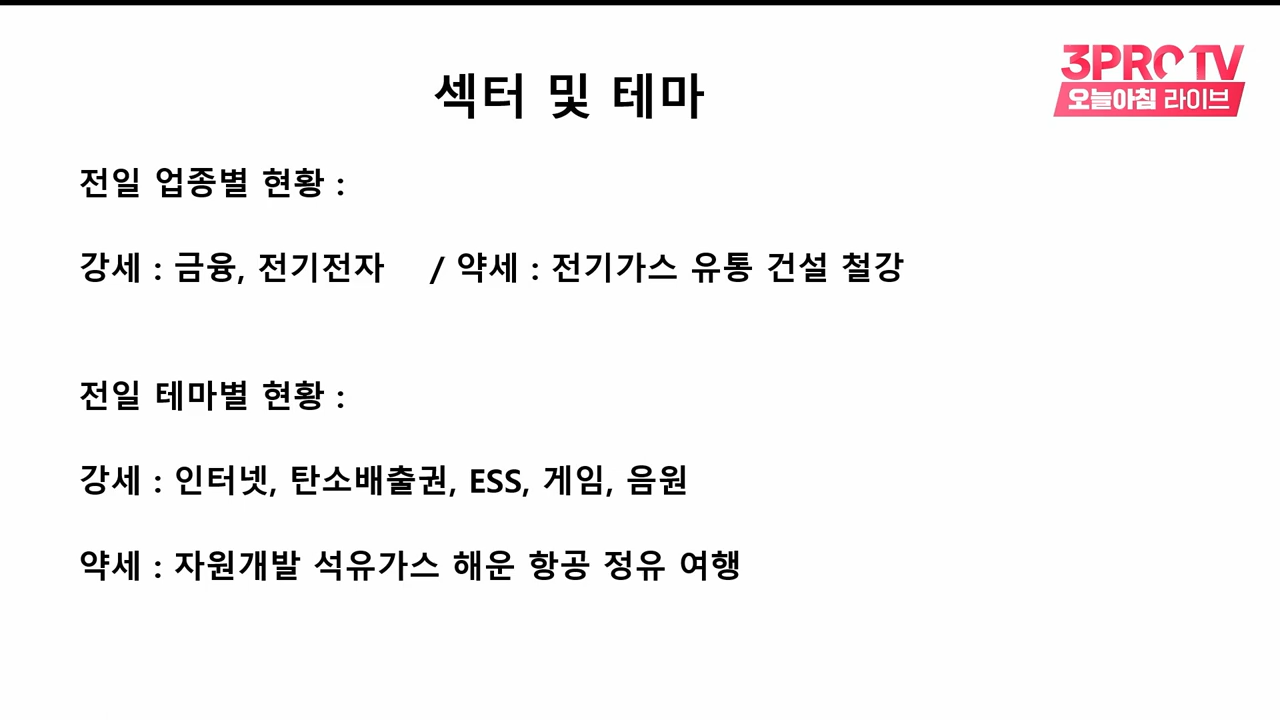 3PRO TV
오늘아침 라이브
섹터 및 테마
전일 업종별 현황 :
강세 : 금융, 전기전자 / 약세 : 전기가스 유통 건설 철강
전일 테마별 현황 :
강세 : 인터넷, 탄소배출권, ESS, 게임, 음원
약세 : 자원개발 석유가스 해운 항공 정유 여행